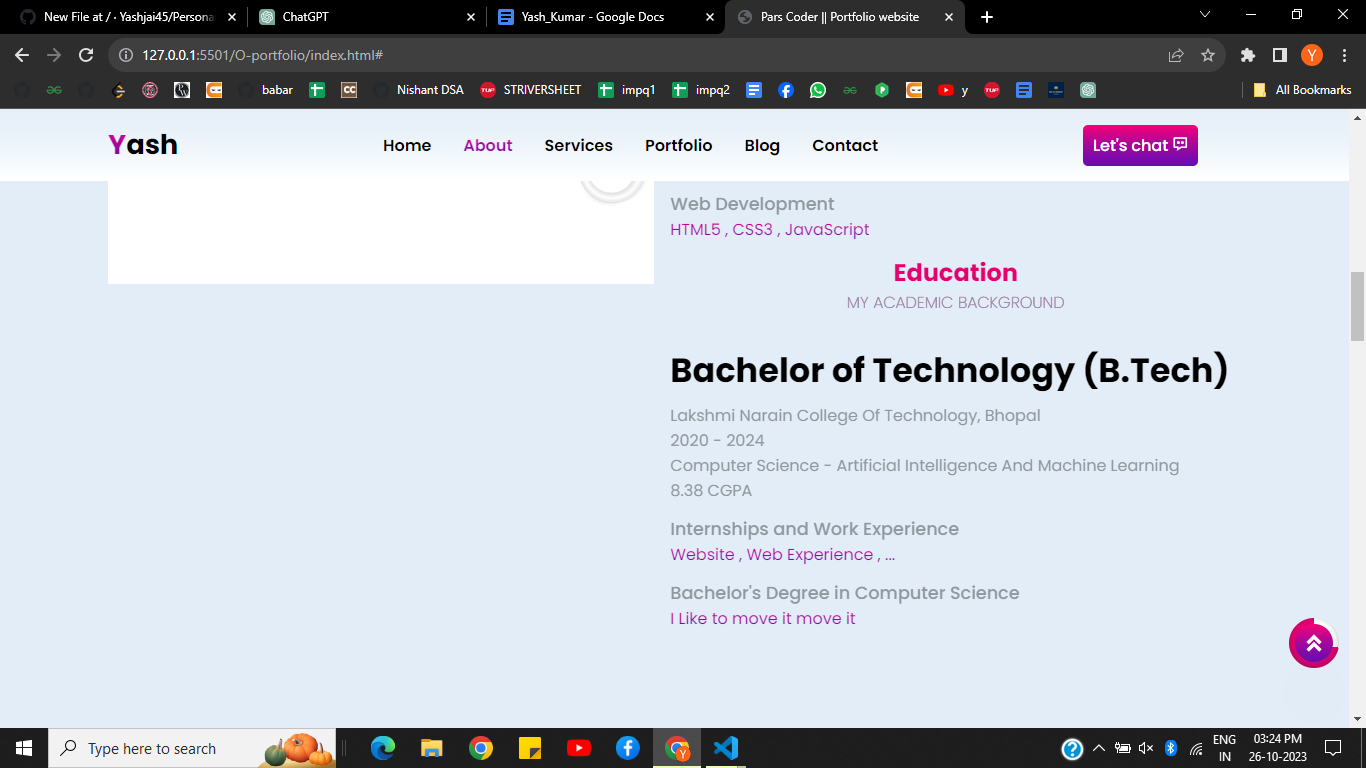 New File at / · Yashjai45/Persona
ChatGPT
Yash_Kumar - Google Docs
Pars Coder || Portfolio website
127.0.0.1:5501/O-portfolio/index.html#
Y
babar
CC
Nishant DSA
TUF
STRIVERSHEET
impq1
impq2
y
TUF
All Bookmarks
Yash
Home
About
Services
Portfolio
Blog
Contact
Let's chat
Web Development
HTML5 , CSS3 , JavaScript
Education
MY ACADEMIC BACKGROUND
Bachelor of Technology (B.Tech)
Lakshmi Narain College Of Technology, Bhopal
2020 - 2024
Computer Science - Artificial Intelligence And Machine Learning
8.38 CGPA
Internships and Work Experience
Website , Web Experience , ...
Bachelor's Degree in Computer Science
I Like to move it move it
Type here to search
ENG
IN
03:24 PM
26-10-2023